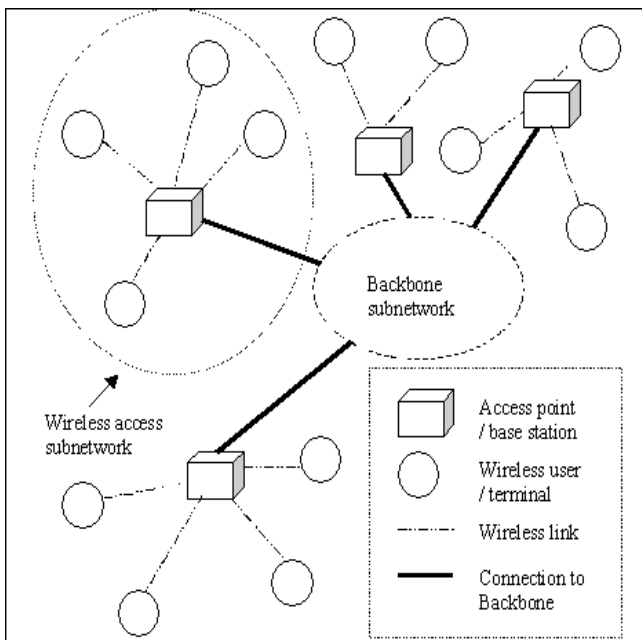 Backbone
subnetwork
Wireless access
subnetwork
Access point
/ base station
Wireless user
/ terminal
Wireless link
Connection to
Backbone